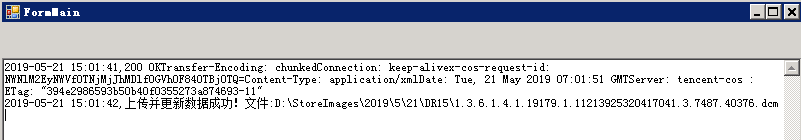 FormMain
2019-05-21 15:01:41,200 OKTransfer-Encoding: chunkedConnection: keep-alivex-cos-request-id:
NWNlM2EyNWVfOTNjMjJhMDlfOGVhOF84OTBjOTQ=Content-Type: application/xmlDate: Tue, 21 May 2019 07:01:51 GMTServer: tencent-cos :
ETag: "394e2986593b50b40f0355273a874693-11"
2019-05-21 15:01:42,上传并更新数据成功! 文件:D:\StoreImages\2019\5\21\DR15\1.3.6.1.4.1.19179.1.11213925320417041.3.7487.40376.dcm